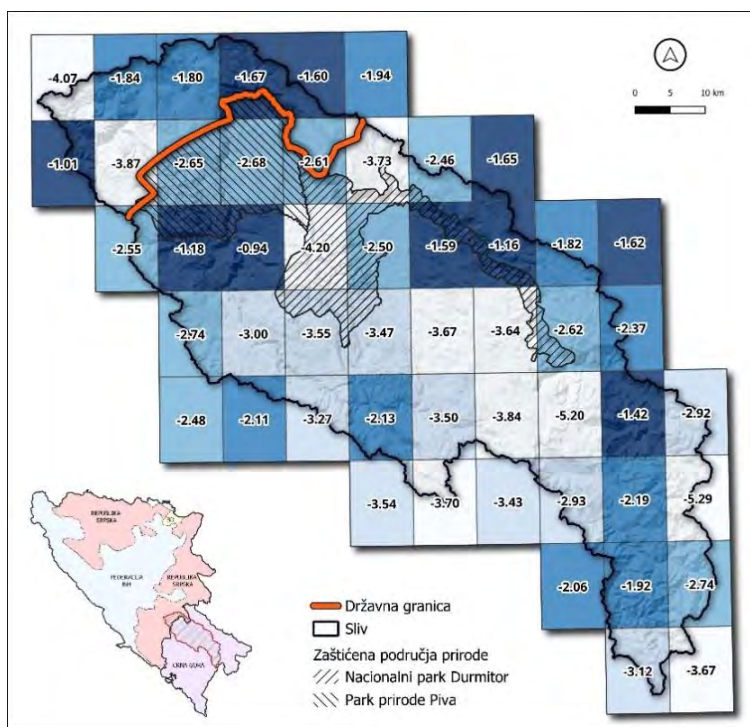 -4.07 -1.84 -1.80 -1.67 -1.60 -1.94
0 5 10 km
-1.01 -3.87 -2.65 -2.68 -2.61 -3.73 -2.46 -1.65
-2.55 -1.18 -0.94 -4.20 -2.50 -1.59 -1.16 -1.82 -1.62
-2.74 -3.00 -3.55 -3.47 -3.67 -3.64 -2.62 -2.37
-2.48 -2.11 -3.27 -2.13 -3.50 -3.84 -5.20 -1.42 -2.92
-3.54 -3.70 -3.43 -2.93 -2.19 -5.29
-2.06 -1.92 -2.74
-3.12 -3.67
REPUBLIKA
SRPSKA
FEDERACIJA
BIH
REPUBLIKA
SRPSKA
CRNA GORA
Državna granica
Sliv
Zaštićena područja prirode
Nacionalni park Durmitor
Park prirode Piva